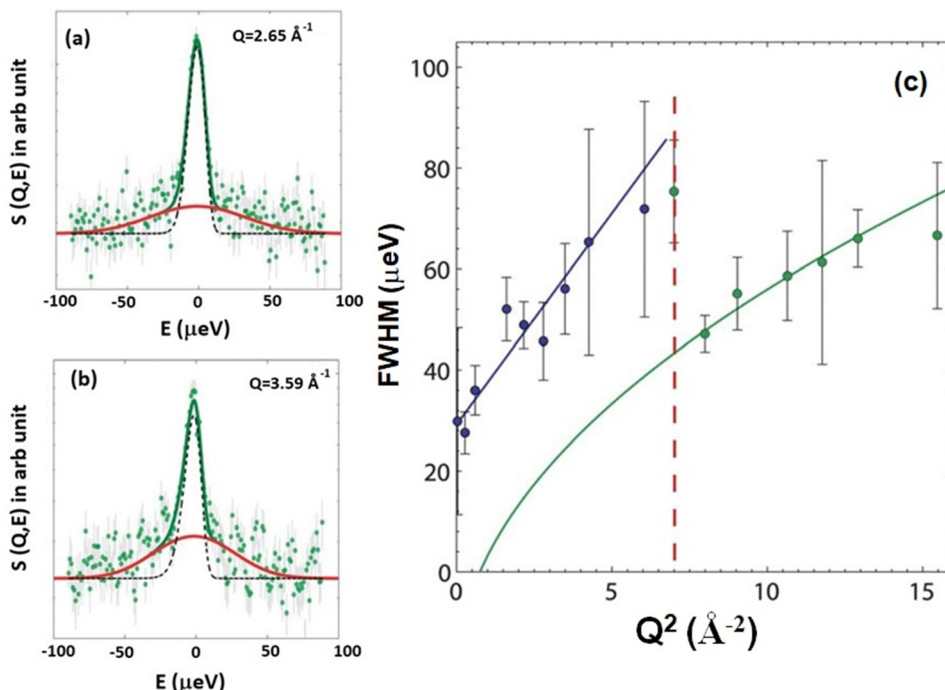 (a)
Q=2.65 Å-1
S (Q,E) in arb unit
-100
-50
0
50
100
E (μeV)
(b)
Q=3.59 Å-1
S (Q,E) in arb unit
-100
-50
0
50
100
E (μeV)
(c)
FWHM (μeV)
100
80
60
40
20
0
0
5
10
15
Q² (Å-²)